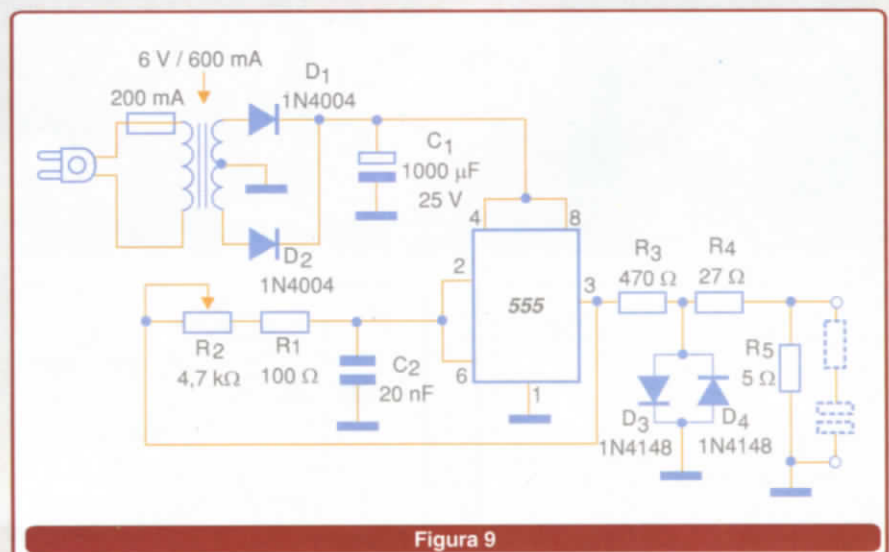 6 V / 600 mA
200 mA
D1
1N4004
C1
1000 µF
25 V
D2
1N4004
4
8
2
3
555
6
1
R3
470 Ω
R4
27 Ω
R2
4,7 kΩ
R1
100 Ω
C2
20 nF
R5
5 Ω
D3
1N4148
D4
1N4148
Figura 9